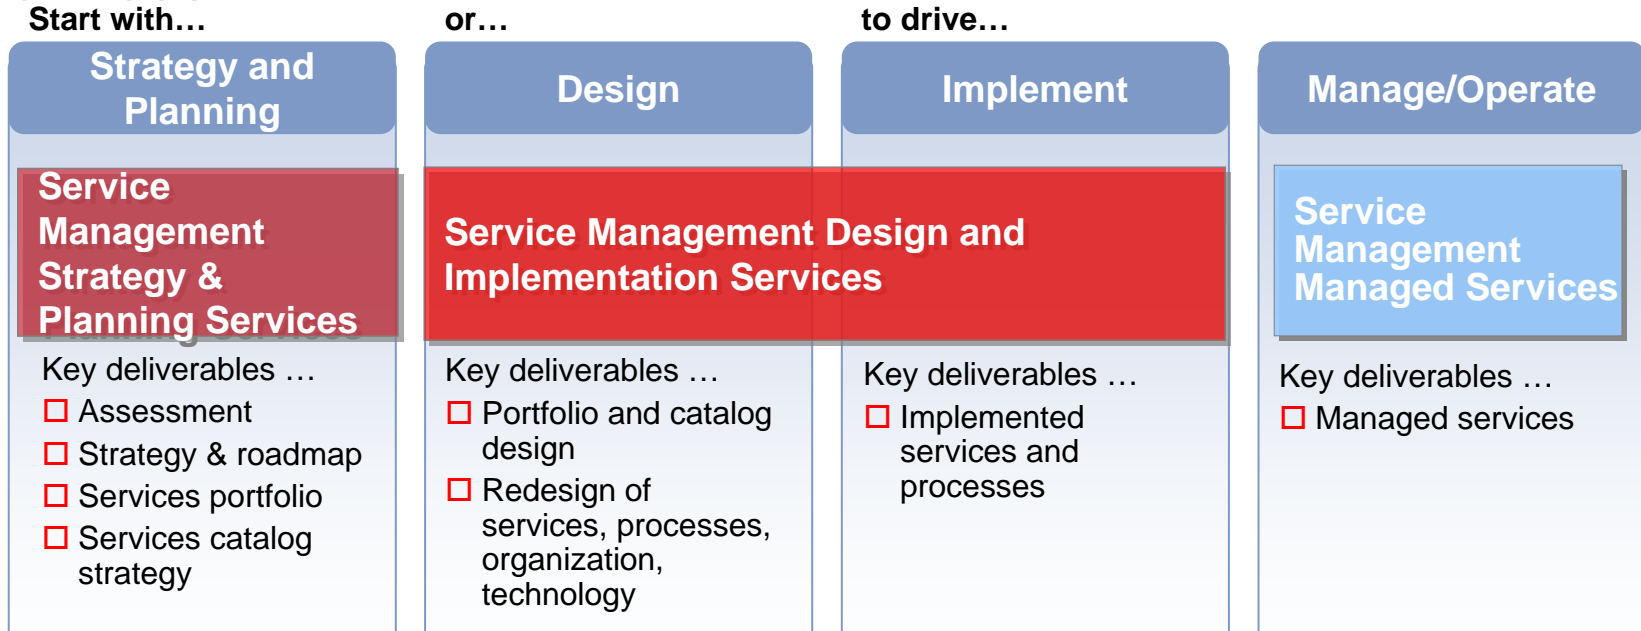 Start with…
or…
to drive…
Strategy and
Planning
Design
Implement
Manage/Operate
Service
Management
Strategy &
Planning Services
Service Management Design and
Implementation Services
Service
Management
Managed Services
Key deliverables …
Assessment
Strategy & roadmap
Services portfolio
Services catalog
strategy
Key deliverables …
Portfolio and catalog
design
Redesign of
services, processes,
organization,
technology
Key deliverables …
Implemented
services and
processes
Key deliverables …
Managed services